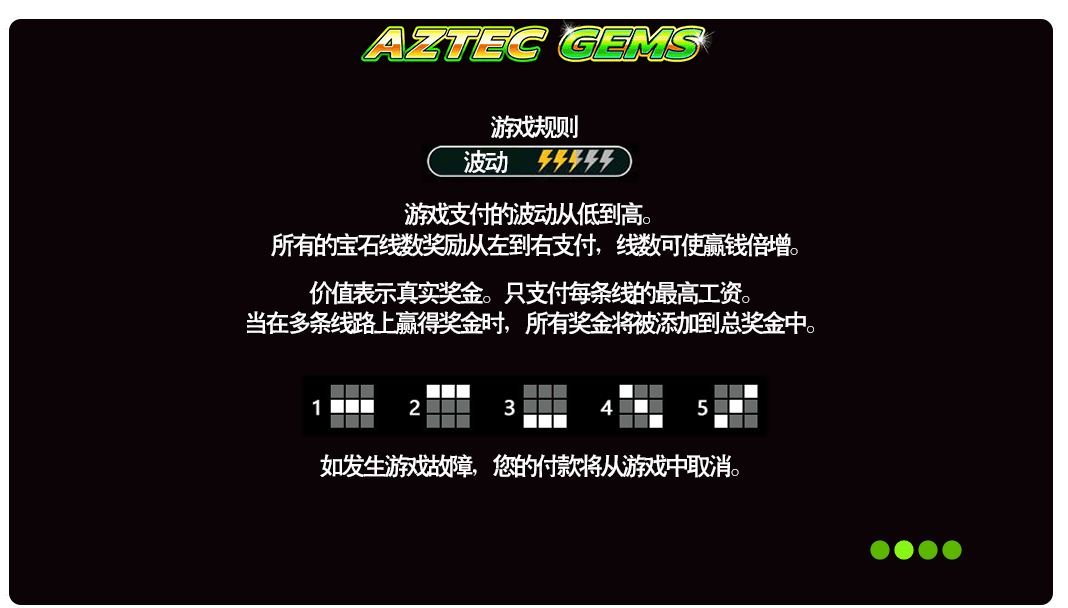 AZTEC GEMS
游戏规则
波动
游戏支付的波动从低到高。
所有的宝石线数奖励从左到右支付，线数可使赢钱倍增。
价值表示真实奖金。只支付每条线的最高工资。
当在多条线路上赢得奖金时，所有奖金将被添加到总奖金中。
1 2 3 4 5
如发生游戏故障，您的付款将从游戏中取消。